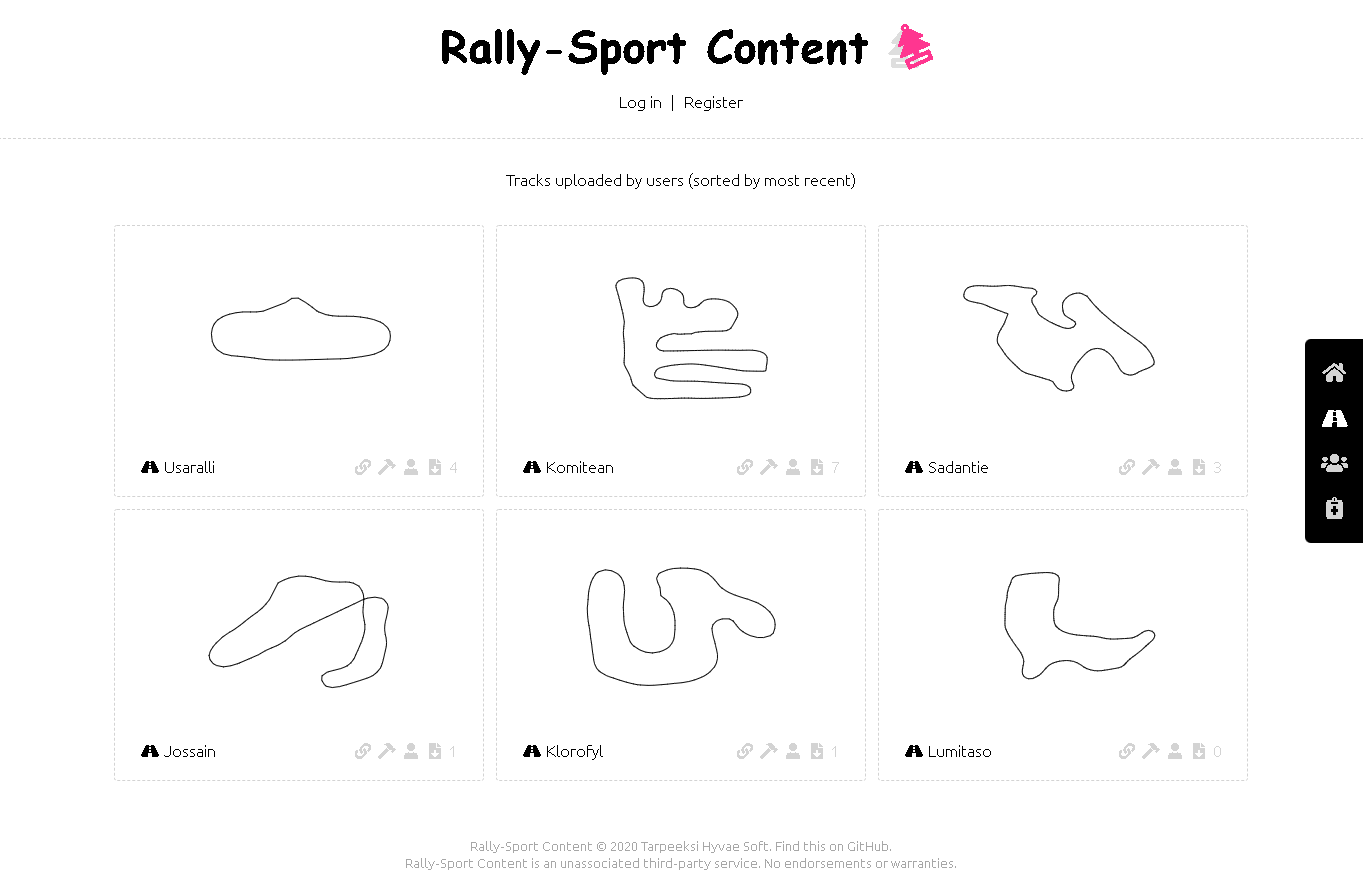 Rally-Sport Content
Log in | Register
Tracks uploaded by users (sorted by most recent)
Usaralli 4
Komitean 7
Sadantie 3
Jossain 1
Klorofyl 1
Lumitaso 0
Rally-Sport Content © 2020 Tarpeeksi Hyvae Soft. Find this on GitHub.
Rally-Sport Content is an unassociated third-party service. No endorsements or warranties.